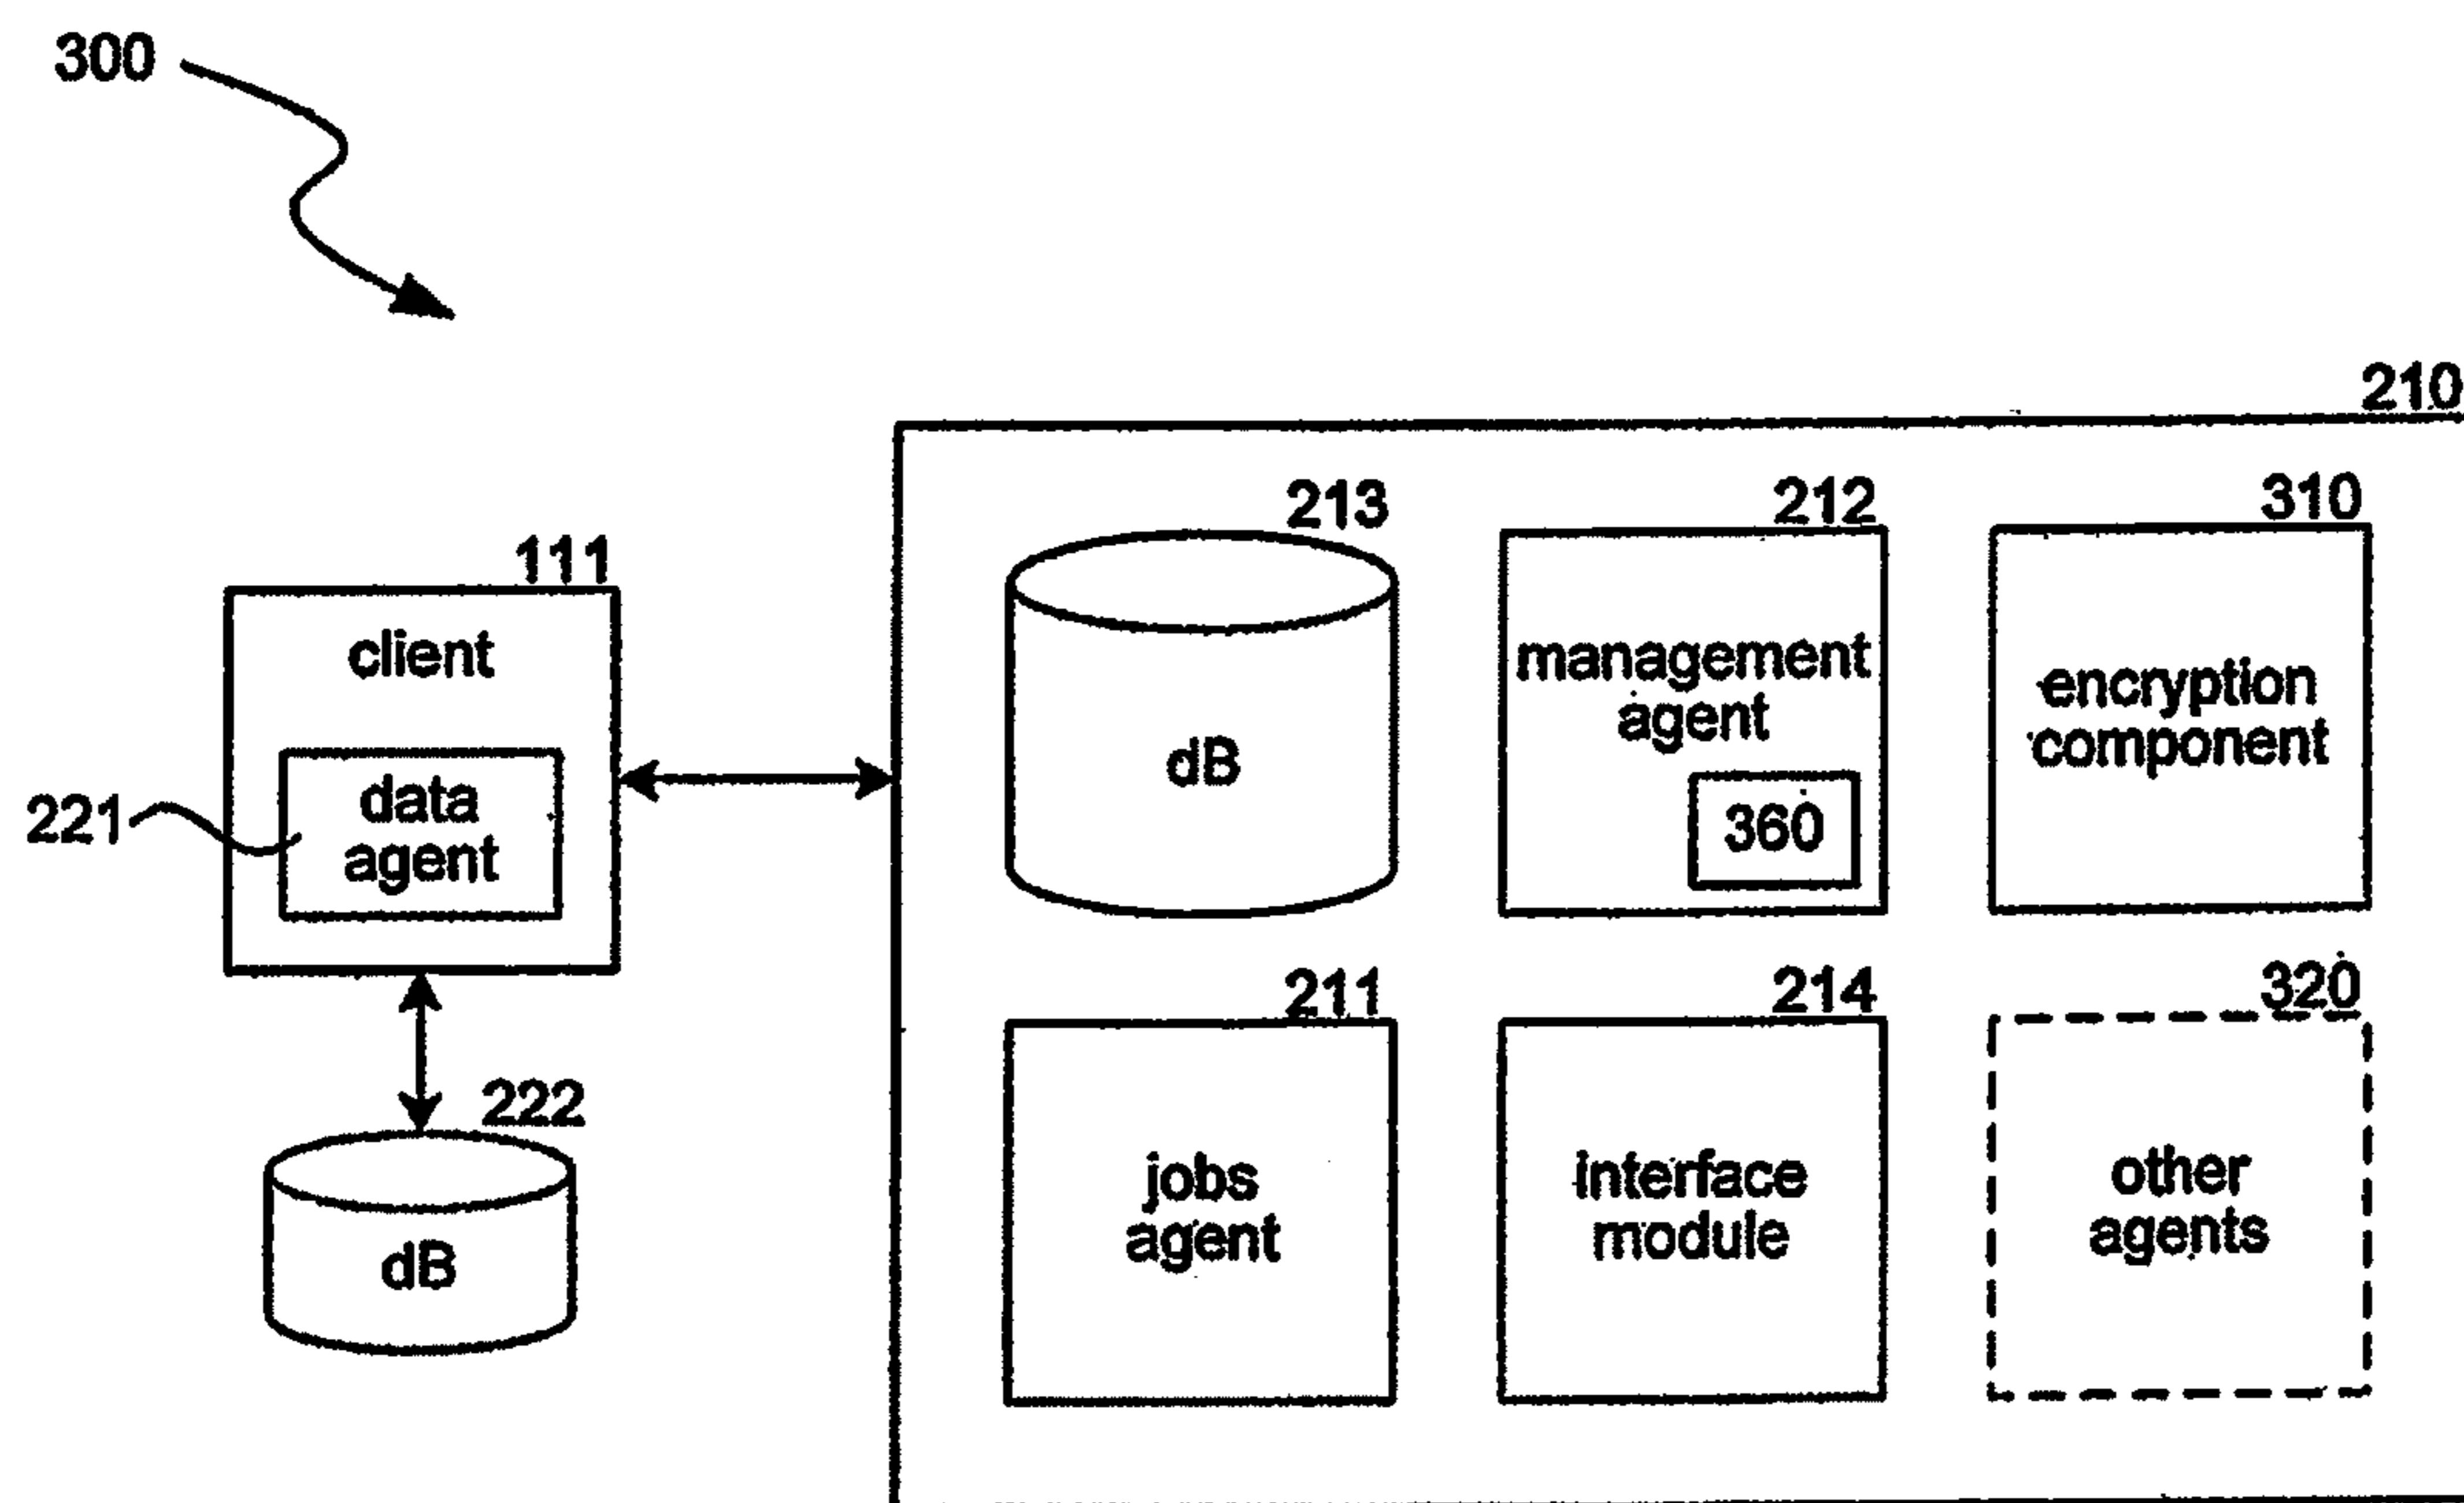 300
210
213
212
310
111
client
data
agent
221
dB
management
agent
360
encryption
component
222
dB
211
214
320
jobs
agent
interface
module
other
agents